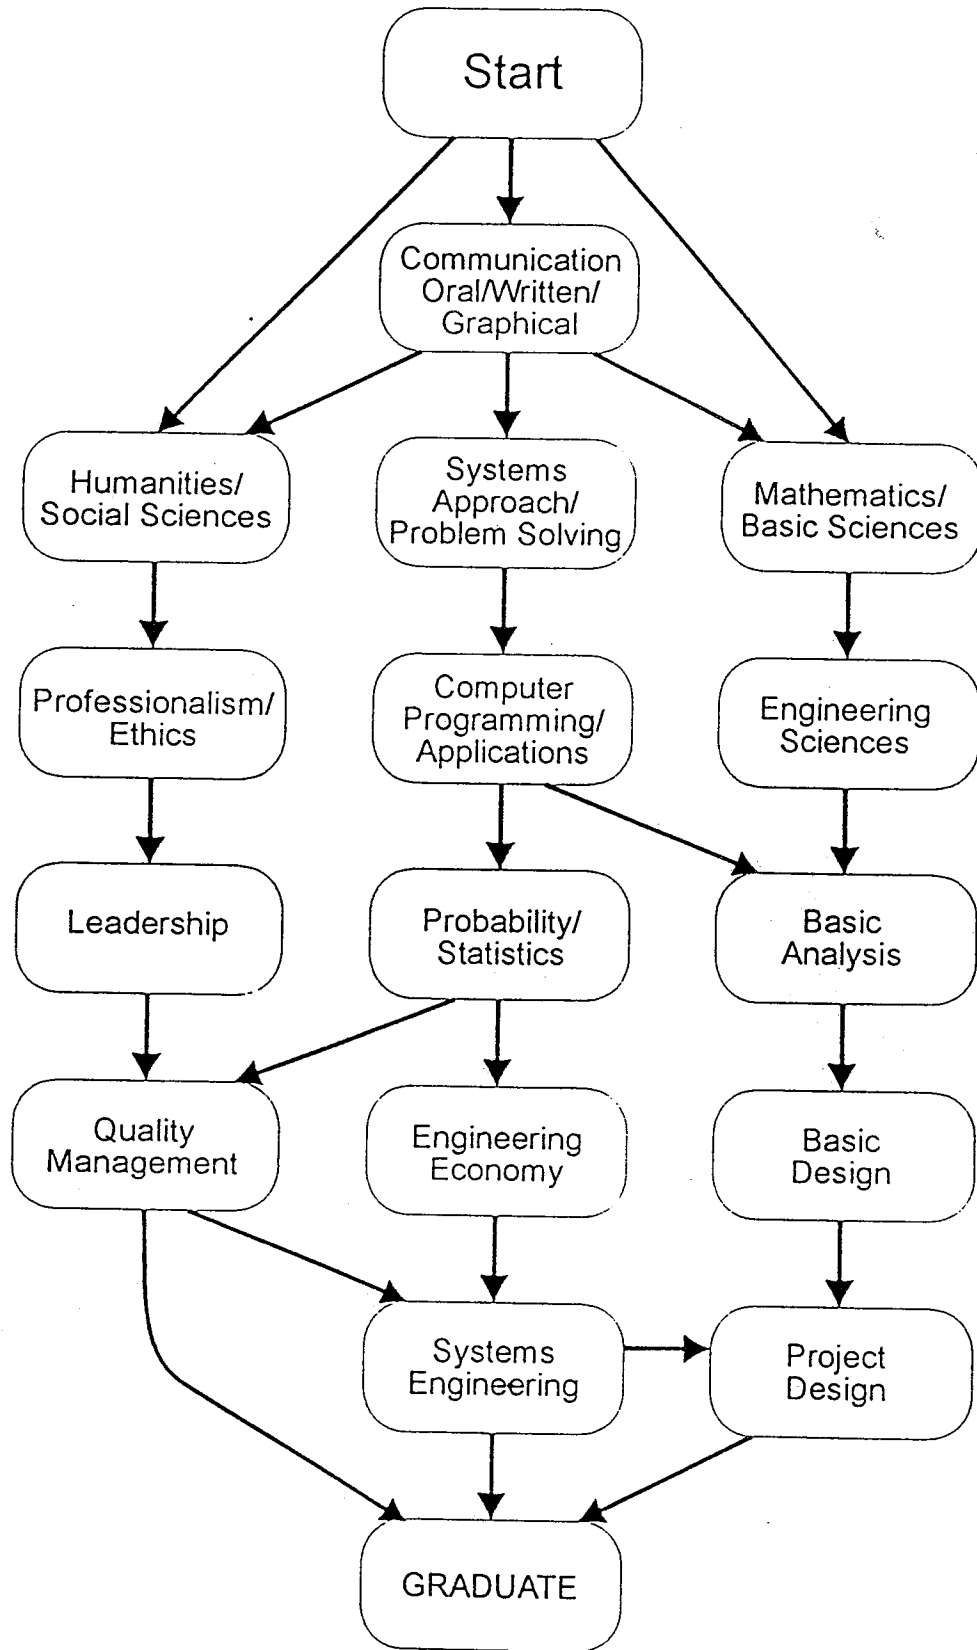 Start
Communication
Oral/Written/
Graphical
Humanities/
Social Sciences
Systems
Approach/
Problem Solving
Mathematics/
Basic Sciences
Professionalism/
Ethics
Computer
Programming/
Applications
Engineering
Sciences
Leadership
Probability/
Statistics
Basic
Analysis
Quality
Management
Engineering
Economy
Basic
Design
Systems
Engineering
Project
Design
GRADUATE